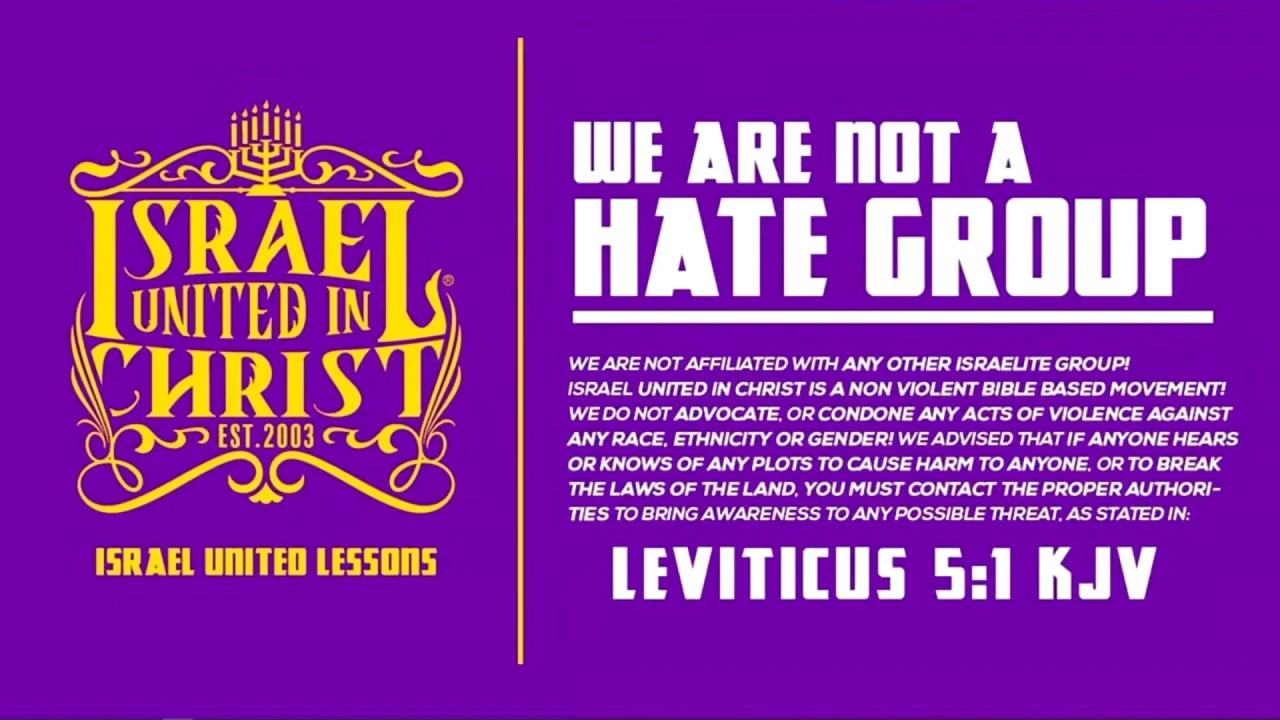 ISRAEL
UNITED IN
CHRIST
EST.2003
®
ISRAEL UNITED LESSONS
WE ARE NOT A
HATE GROUP
WE ARE NOT AFFILIATED WITH ANY OTHER ISRAELITE GROUP!
ISRAEL UNITED IN CHRIST IS A NON VIOLENT BIBLE BASED MOVEMENT!
WE DO NOT ADVOCATE, OR CONDONE ANY ACTS OF VIOLENCE AGAINST
ANY RACE, ETHNICITY OR GENDER! WE ADVISED THAT IF ANYONE HEARS
OR KNOWS OF ANY PLOTS TO CAUSE HARM TO ANYONE, OR TO BREAK
THE LAWS OF THE LAND, YOU MUST CONTACT THE PROPER AUTHORI-
TIES TO BRING AWARENESS TO ANY POSSIBLE THREAT, AS STATED IN:
LEVITICUS 5:1 KJV